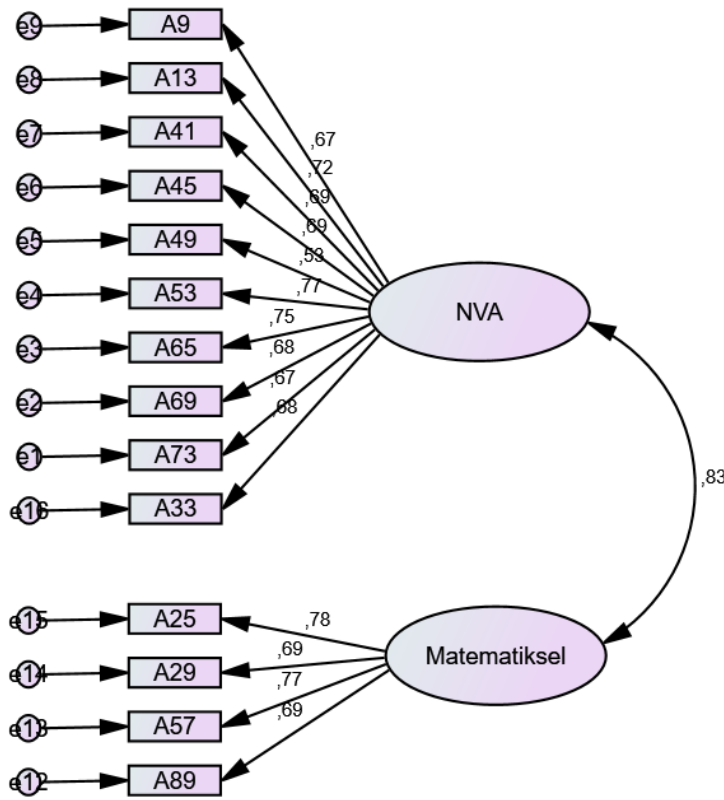 e9 A9
e8 A13
e7 A41
e6 A45
e5 A49
e4 A53
e3 A65
e2 A69
e1 A73
e16 A33
,67
,72
,69
,69
,53
,77
,75
,68
,67
,68
NVA
,83
e15 A25
e14 A29
e13 A57
e12 A89
,78
,69
,77
,69
Matematiksel